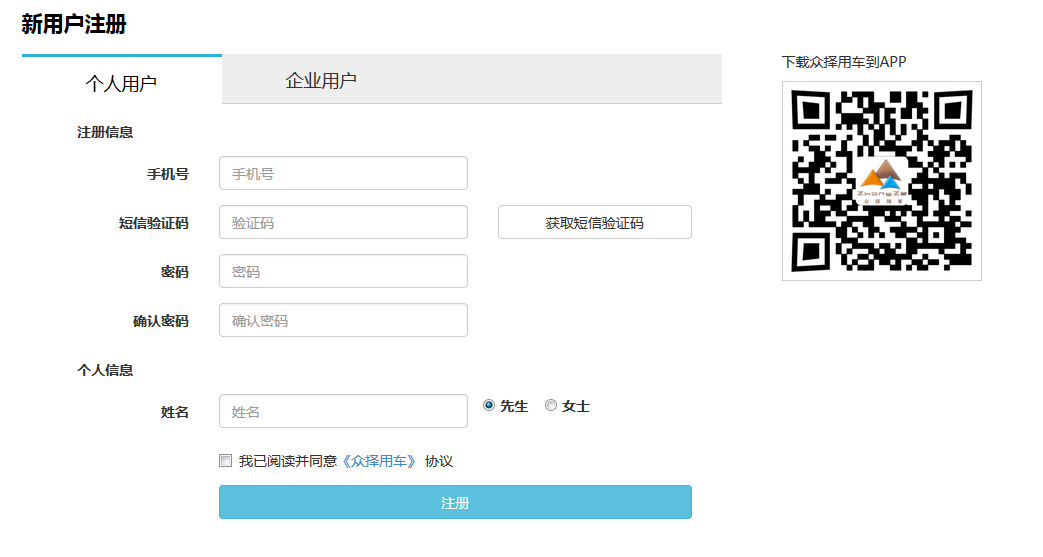 新用户注册
个人用户
企业用户
下载众择用车到APP
注册信息
手机号
手机号
短信验证码
验证码
获取短信验证码
密码
密码
确认密码
确认密码
个人信息
姓名
姓名
先生
女士
我已阅读并同意《众择用车》 协议
注册
ZhongZe
众择用车